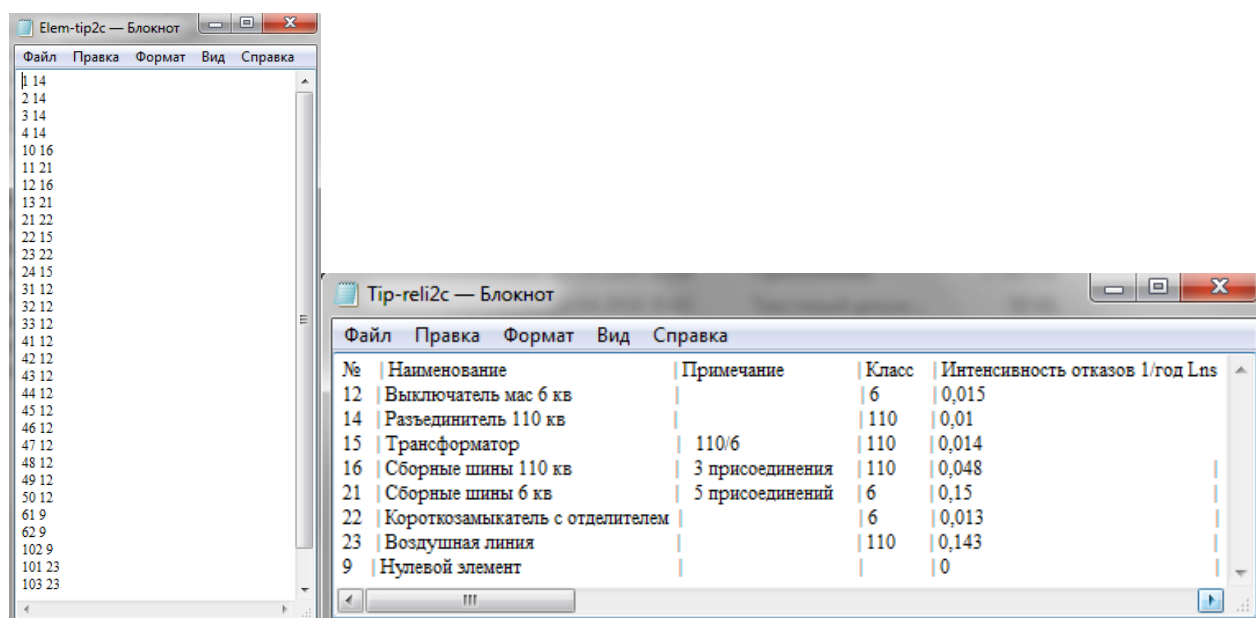 Elem-tip2c — Блокнот
Файл Правка Формат Вид Справка
1 14
2 14
3 14
4 14
10 16
11 21
12 16
13 21
21 22
22 15
23 22
24 15
31 12
32 12
33 12
41 12
42 12
43 12
44 12
45 12
46 12
47 12
48 12
49 12
50 12
61 9
62 9
102 9
101 23
103 23
Tip-reli2c — Блокнот
Файл Правка Формат Вид Справка
№ |Наименование |Примечание |Класс |Интенсивность отказов 1/год Lns
12 |Выключатель мас 6 кв | |6 |0,015
14 |Разъединитель 110 кв | |110 |0,01
15 |Трансформатор | 110/6 |110 |0,014
16 |Сборные шины 110 кв | 3 присоединения |110 |0,048 |
21 |Сборные шины 6 кв | 5 присоединений |6 |0,15 |
22 |Короткозамыкатель с отделителем | |6 |0,013 |
23 |Воздушная линия | |110 |0,143 |
9 |Нулевой элемент | | |0 |